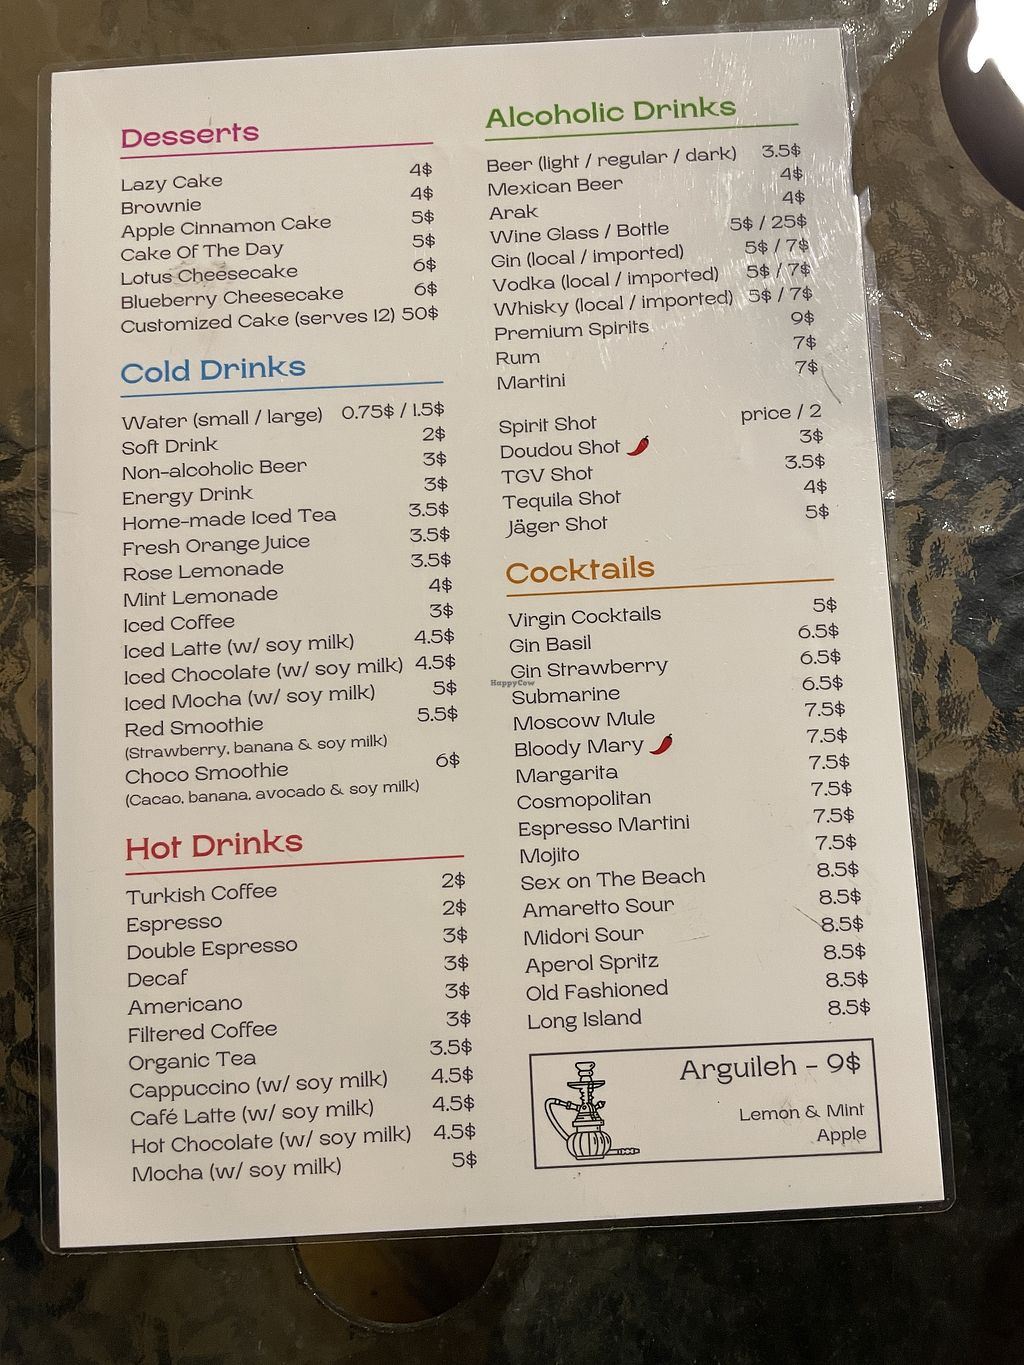 Desserts
Lazy Cake 4$
Brownie 4$
Apple Cinnamon Cake 5$
Cake Of The Day 5$
Lotus Cheesecake 6$
Blueberry Cheesecake 6$
Customized Cake (serves 12) 50$
Cold Drinks
Water (small / large) 0.75$ / 1.5$
Soft Drink 2$
Non-alcoholic Beer 3$
Energy Drink 3$
Home-made Iced Tea 3.5$
Fresh Orange Juice 3.5$
Rose Lemonade 3.5$
Mint Lemonade 4$
Iced Coffee 3$
Iced Latte (w/ soy milk) 4.5$
Iced Chocolate (w/ soy milk) 4.5$
Iced Mocha (w/ soy milk) 5$
Red Smoothie 5.5$
(Strawberry, banana & soy milk)
Choco Smoothie 6$
(Cacao, banana, avocado & soy milk)
Hot Drinks
Turkish Coffee 2$
Espresso 2$
Double Espresso 3$
Decaf 3$
Americano 3$
Filtered Coffee 3$
Organic Tea 3.5$
Cappuccino (w/ soy milk) 4.5$
Café Latte (w/ soy milk) 4.5$
Hot Chocolate (w/ soy milk) 4.5$
Mocha (w/ soy milk) 5$
Alcoholic Drinks
Beer (light / regular / dark) 3.5$
Mexican Beer 4$
Arak 4$
Wine Glass / Bottle 5$ / 25$
Gin (local / imported) 5$ / 7$
Vodka (local / imported) 5$ / 7$
Whisky (local / imported) 5$ / 7$
Premium Spirits 9$
Rum 7$
Martini 7$
Spirit Shot price / 2
Doudou Shot 3$
TGV Shot 3.5$
Tequila Shot 4$
Jäger Shot 5$
Cocktails
Virgin Cocktails 5$
Gin Basil 6.5$
Gin Strawberry 6.5$
HappyCow
Submarine 6.5$
Moscow Mule 7.5$
Bloody Mary 7.5$
Margarita 7.5$
Cosmopolitan 7.5$
Espresso Martini 7.5$
Mojito 7.5$
Sex on The Beach 8.5$
Amaretto Sour 8.5$
Midori Sour 8.5$
Aperol Spritz 8.5$
Old Fashioned 8.5$
Long Island 8.5$
Arguileh - 9$
Lemon & Mint
Apple